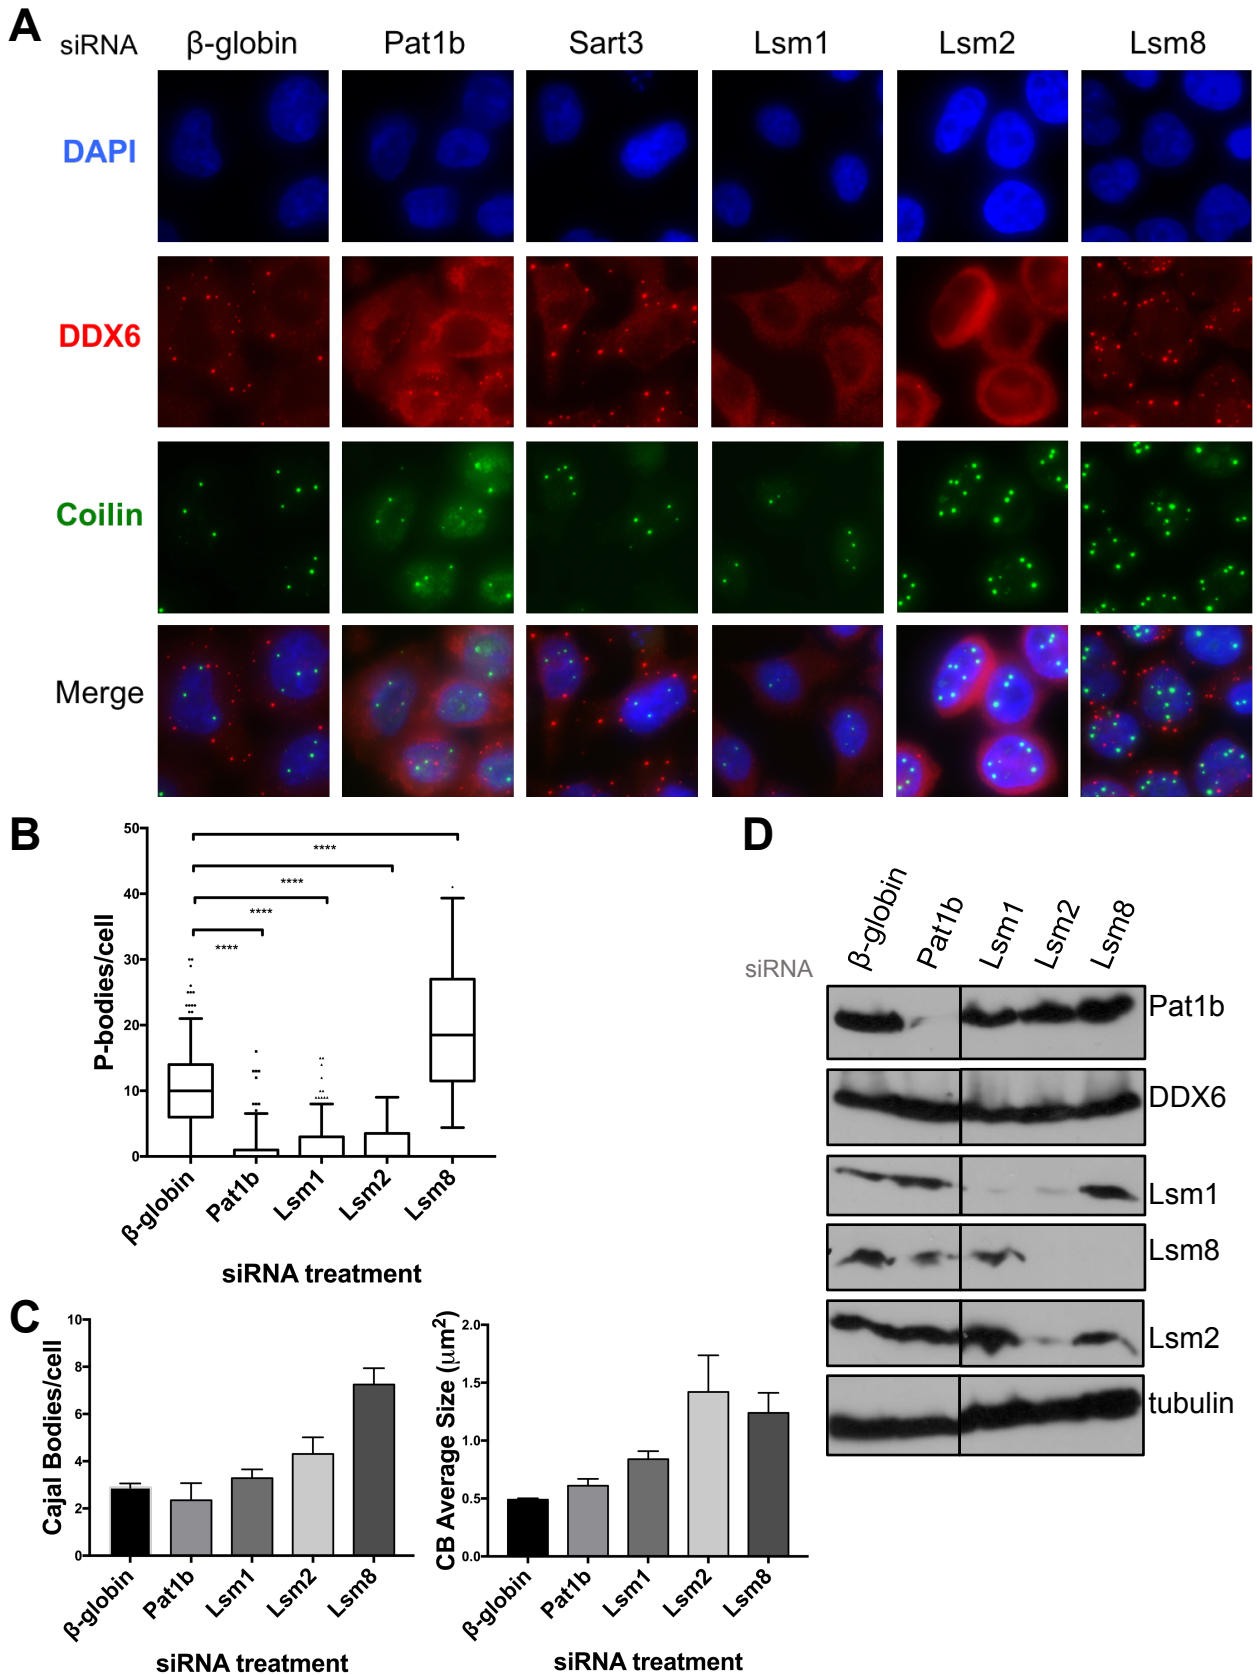 A
siRNA β-globin Pat1b Sart3 Lsm1 Lsm2 Lsm8
DAPI
DDX6
Coilin
Merge
B
P-bodies/cell
50
40
30
20
10
0
****
****
****
****
β-globin Pat1b Lsm1 Lsm2 Lsm8
siRNA treatment
C
Cajal Bodies/cell
10
8
6
4
2
0
β-globin Pat1b Lsm1 Lsm2 Lsm8
siRNA treatment
CB Average Size (µm²)
2.0
1.5
1.0
0.5
0.0
β-globin Pat1b Lsm1 Lsm2 Lsm8
siRNA treatment
D
siRNA β-globin Pat1b Lsm1 Lsm2 Lsm8
Pat1b
DDX6
Lsm1
Lsm8
Lsm2
tubulin